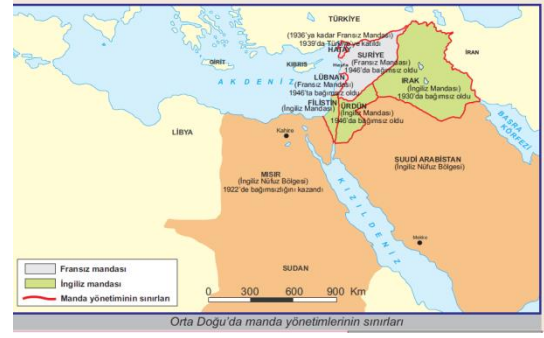 TÜRKİYE
(1936'ya kadar Fransız Mandası)
1939'da Türkiye'ye katıldı
HATAY
SURİYE
(Fransız Mandası)
1946'da bağımsız oldu
İRAN
GİRİT
KIBRIS
AKDENİZ
LÜBNAN
(Fransız Mandası)
1946'ta bağımsız oldu
IRAK
(İngiliz Mandası)
1930'da bağımsız oldu
FİLİSTİN
(İngiliz Mandası)
ÜRDÜN
(İngiliz Mandası)
1946'da bağımsız oldu
LİBYA
Kahire
BASRA
KÖRFEZİ
MISIR
(İngiliz Nüfuz Bölgesi)
1922'de bağımsızlığını kazandı
SUUDİ ARABİSTAN
(İngiliz Nüfuz Bölgesi)
KIZILDENİZ
Mekke
SUDAN
Fransız mandası
İngiliz mandası
Manda yönetiminin sınırları
0 300 600 900 Km
Orta Doğu'da manda yönetimlerinin sınırları